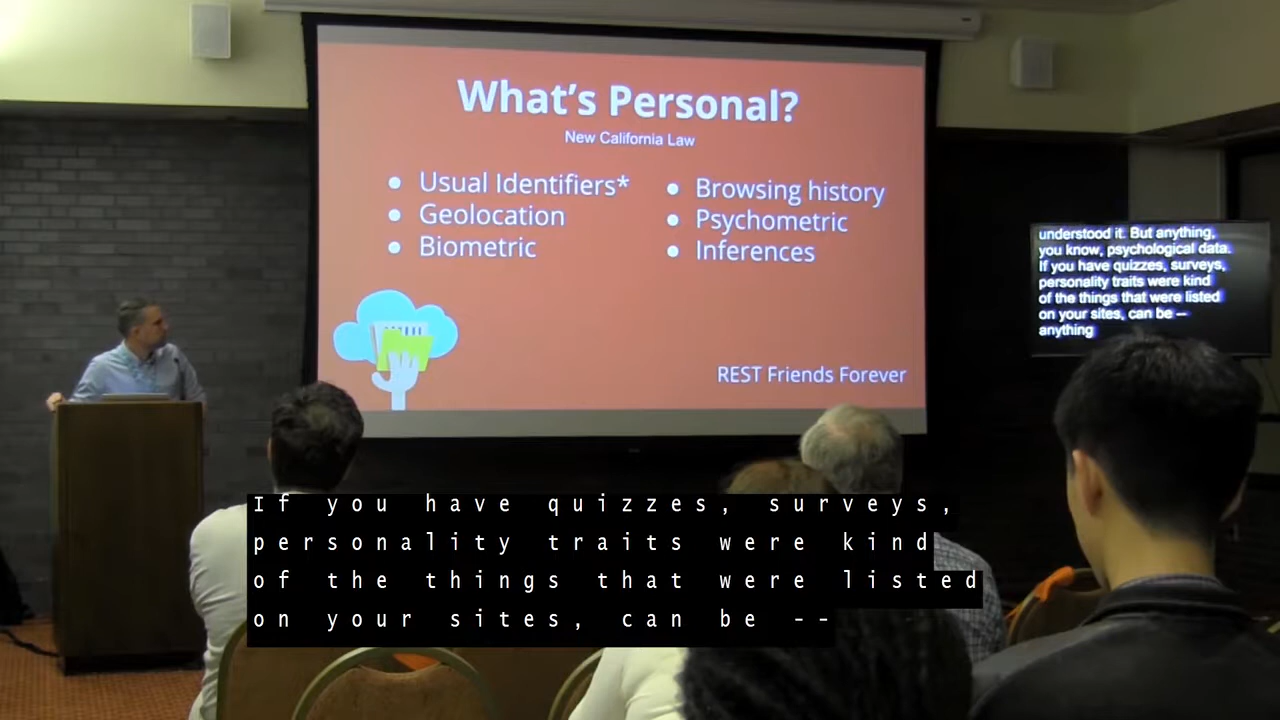 What's Personal?
New California Law
● Usual Identifiers*
● Geolocation
● Biometric
● Browsing history
● Psychometric
● Inferences
REST Friends Forever
understood it. But anything,
you know, psychological data.
If you have quizzes, surveys,
personality traits were kind
of the things that were listed
on your sites, can be --
anything
If you have quizzes, surveys,
personality traits were kind
of the things that were listed
on your sites, can be --